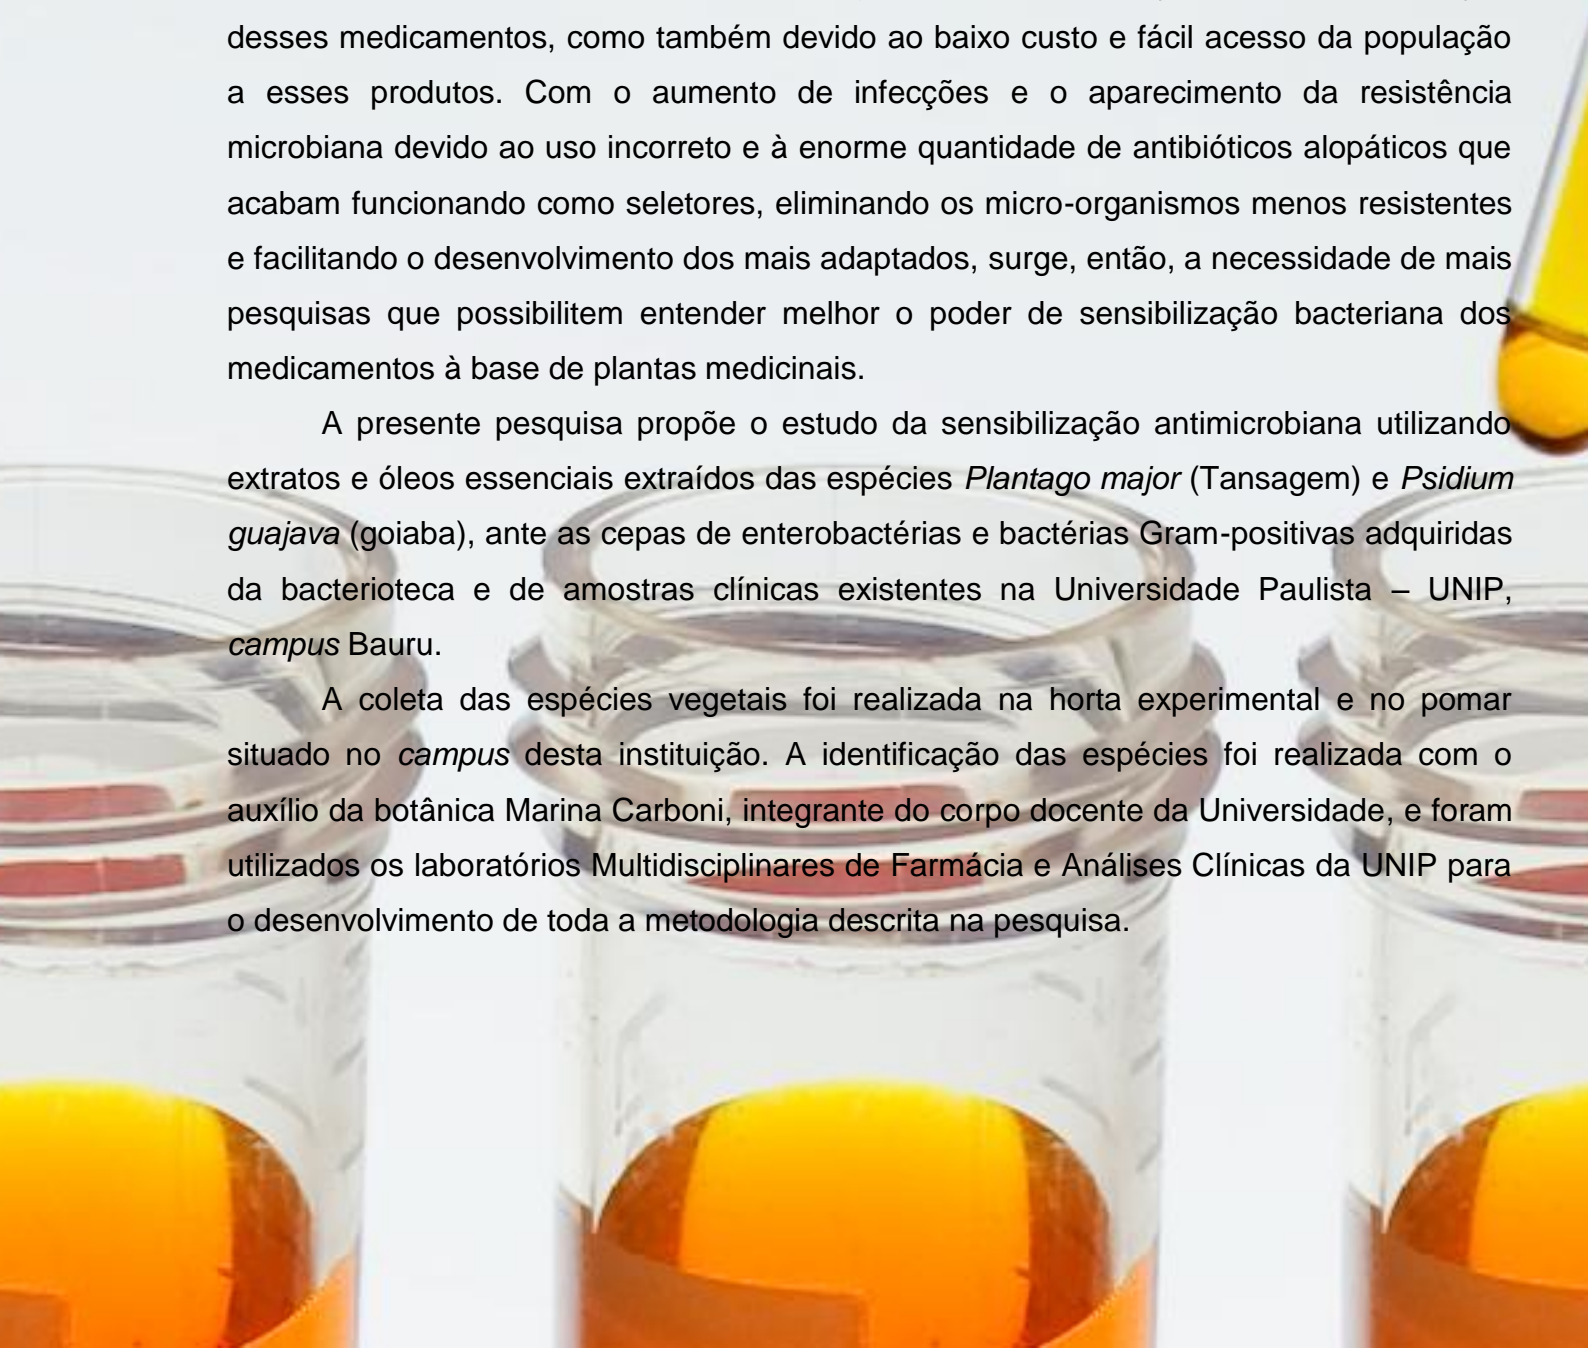 desses medicamentos, como também devido ao baixo custo e fácil acesso da população
a esses produtos. Com o aumento de infecções e o aparecimento da resistência
microbiana devido ao uso incorreto e à enorme quantidade de antibióticos alopáticos que
acabam funcionando como seletores, eliminando os micro-organismos menos resistentes
e facilitando o desenvolvimento dos mais adaptados, surge, então, a necessidade de mais
pesquisas que possibilitem entender melhor o poder de sensibilização bacteriana dos
medicamentos à base de plantas medicinais.
A presente pesquisa propõe o estudo da sensibilização antimicrobiana utilizando
extratos e óleos essenciais extraídos das espécies Plantago major (Tansagem) e Psidium
guajava (goiaba), ante as cepas de enterobactérias e bactérias Gram-positivas adquiridas
da bacterioteca e de amostras clínicas existentes na Universidade Paulista – UNIP,
campus Bauru.
A coleta das espécies vegetais foi realizada na horta experimental e no pomar
situado no campus desta instituição. A identificação das espécies foi realizada com o
auxílio da botânica Marina Carboni, integrante do corpo docente da Universidade, e foram
utilizados os laboratórios Multidisciplinares de Farmácia e Análises Clínicas da UNIP para
o desenvolvimento de toda a metodologia descrita na pesquisa.